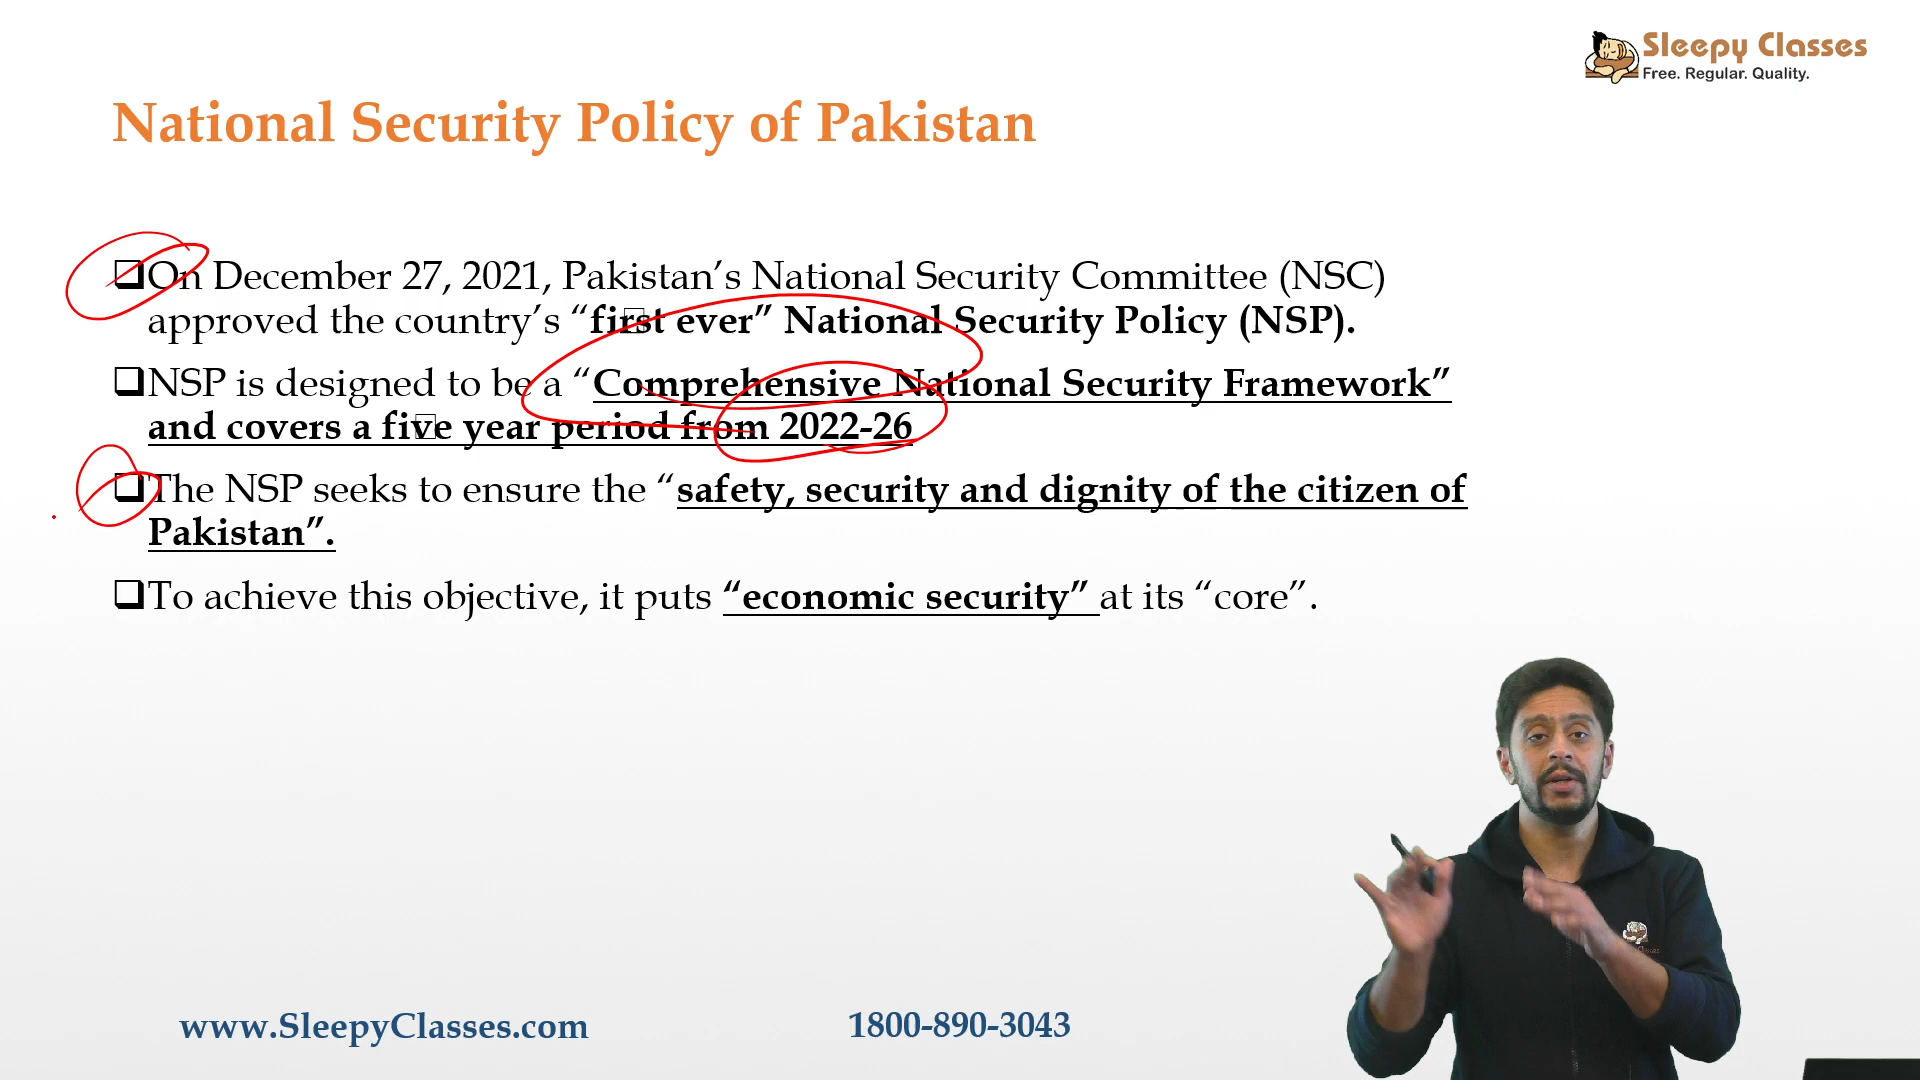 Sleepy Classes
Free. Regular. Quality.
National Security Policy of Pakistan
On December 27, 2021, Pakistan’s National Security Committee (NSC)
approved the country’s “first ever” National Security Policy (NSP).
NSP is designed to be a “Comprehensive National Security Framework”
and covers a five year period from 2022-26
The NSP seeks to ensure the “safety, security and dignity of the citizen of
Pakistan”.
To achieve this objective, it puts “economic security” at its “core”.
www.SleepyClasses.com
1800-890-3043